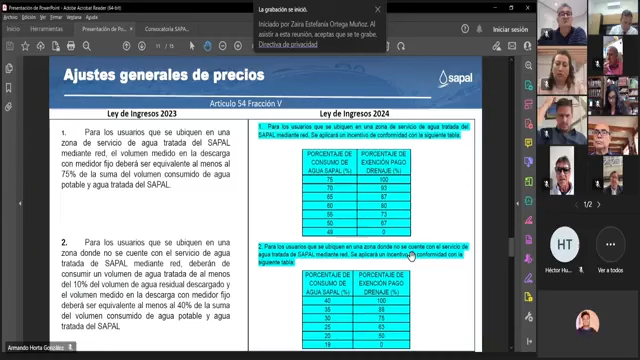 Presentación de PowerPoint - Adobe Acrobat Reader (64-bit)
Archivo Editar Ver Firmar Ventana Ayuda
Inicio
Herramientas
Presentación de Po...
Convocatoria SAPA...
Iniciar sesión
La grabación se inició.
Iniciado por Zaira Estefanía Ortega Muñoz. Al
asistir a esta reunión, aceptas que se te grabe.
Directiva de privacidad
Ajustes generales de precios
sapal
Articulo 54 Fracción V
Ley de Ingresos 2023
Ley de Ingresos 2024
1. Para los usuarios que se ubiquen en una
zona de servicio de agua tratada del SAPAL
mediante red, el volumen medido en la descarga
con medidor fijo deberá ser equivalente al menos al
75% de la suma del volumen consumido de agua
potable y agua tratada del SAPAL.
2. Para los usuarios que se ubiquen en una
zona donde no se cuente con el servicio de agua
tratada de SAPAL mediante red, deberán de
consumir un volumen de agua tratada de al menos
del 10% del volumen de agua residual descargado
y el volumen medido en la descarga con medidor fijo
deberá ser equivalente al menos al 40% de la suma
del volumen consumido de agua potable y agua
tratada del SAPAL
1. Para los usuarios que se ubiquen en una zona de servicio de agua tratada del
SAPAL mediante red. Se aplicará un incentivo de conformidad con la siguiente tabla.
PORCENTAJE DE CONSUMO DE AGUA SAPAL (%) PORCENTAJE DE EXENCIÓN PAGO DRENAJE (%)
75 100
70 93
65 87
60 80
55 73
50 67
49 0
2. Para los usuarios que se ubiquen en una zona donde no se cuente con el servicio de
agua tratada de SAPAL mediante red. Se aplicará un incentivo de conformidad con la
siguiente tabla:
PORCENTAJE DE CONSUMO DE AGUA SAPAL (%) PORCENTAJE DE EXENCIÓN PAGO DRENAJE (%)
40 100
35 88
30 75
25 63
20 50
19 0
1/2
HT
Héctor Hu...
Ver a todos
Armando Horta González